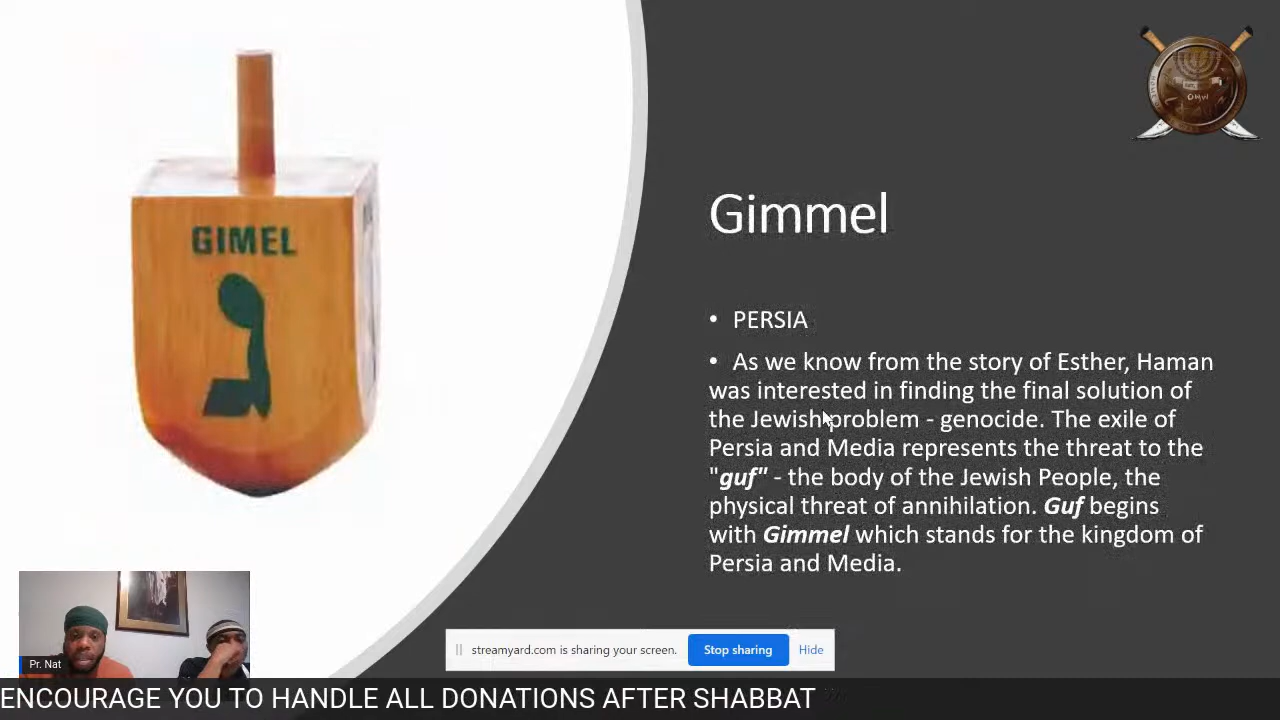 GIMEL
ג
OMW
Gimmel
• PERSIA
• As we know from the story of Esther, Haman
was interested in finding the final solution of
the Jewish problem - genocide. The exile of
Persia and Media represents the threat to the
"guf" - the body of the Jewish People, the
physical threat of annihilation. Guf begins
with Gimmel which stands for the kingdom of
Persia and Media.
Pr. Nat
streamyard.com is sharing your screen.
Stop sharing
Hide
ENCOURAGE YOU TO HANDLE ALL DONATIONS AFTER SHABBAT